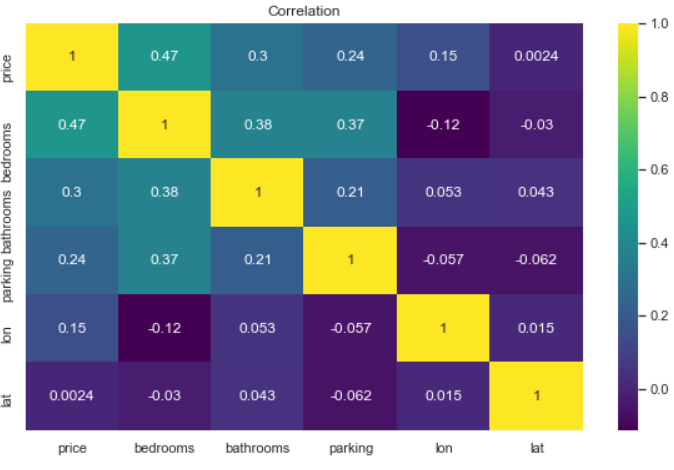 Correlation
price 1 0.47 0.3 0.24 0.15 0.0024
bedrooms 0.47 1 0.38 0.37 -0.12 -0.03
bathrooms 0.3 0.38 1 0.21 0.053 0.043
parking 0.24 0.37 0.21 1 -0.057 -0.062
lon 0.15 -0.12 0.053 -0.057 1 0.015
lat 0.0024 -0.03 0.043 -0.062 0.015 1
price bedrooms bathrooms parking lon lat
1.0
0.8
0.6
0.4
0.2
0.0